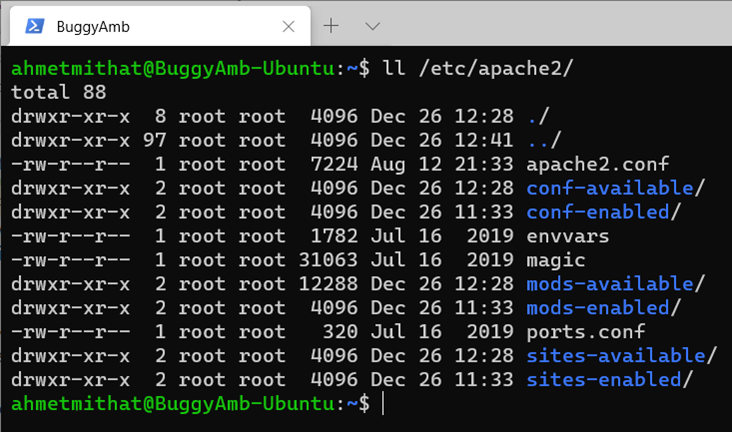 BuggyAmb
ahmetmithat@BuggyAmb-Ubuntu:~$ ll /etc/apache2/
total 88
drwxr-xr-x  8 root root  4096 Dec 26 12:28 ./
drwxr-xr-x 97 root root  4096 Dec 26 12:41 ../
-rw-r--r--  1 root root  7224 Aug 12 21:33 apache2.conf
drwxr-xr-x  2 root root  4096 Dec 26 12:28 conf-available/
drwxr-xr-x  2 root root  4096 Dec 26 11:33 conf-enabled/
-rw-r--r--  1 root root  1782 Jul 16  2019 envvars
-rw-r--r--  1 root root 31063 Jul 16  2019 magic
drwxr-xr-x  2 root root 12288 Dec 26 12:28 mods-available/
drwxr-xr-x  2 root root  4096 Dec 26 11:33 mods-enabled/
-rw-r--r--  1 root root   320 Jul 16  2019 ports.conf
drwxr-xr-x  2 root root  4096 Dec 26 12:28 sites-available/
drwxr-xr-x  2 root root  4096 Dec 26 11:33 sites-enabled/
ahmetmithat@BuggyAmb-Ubuntu:~$